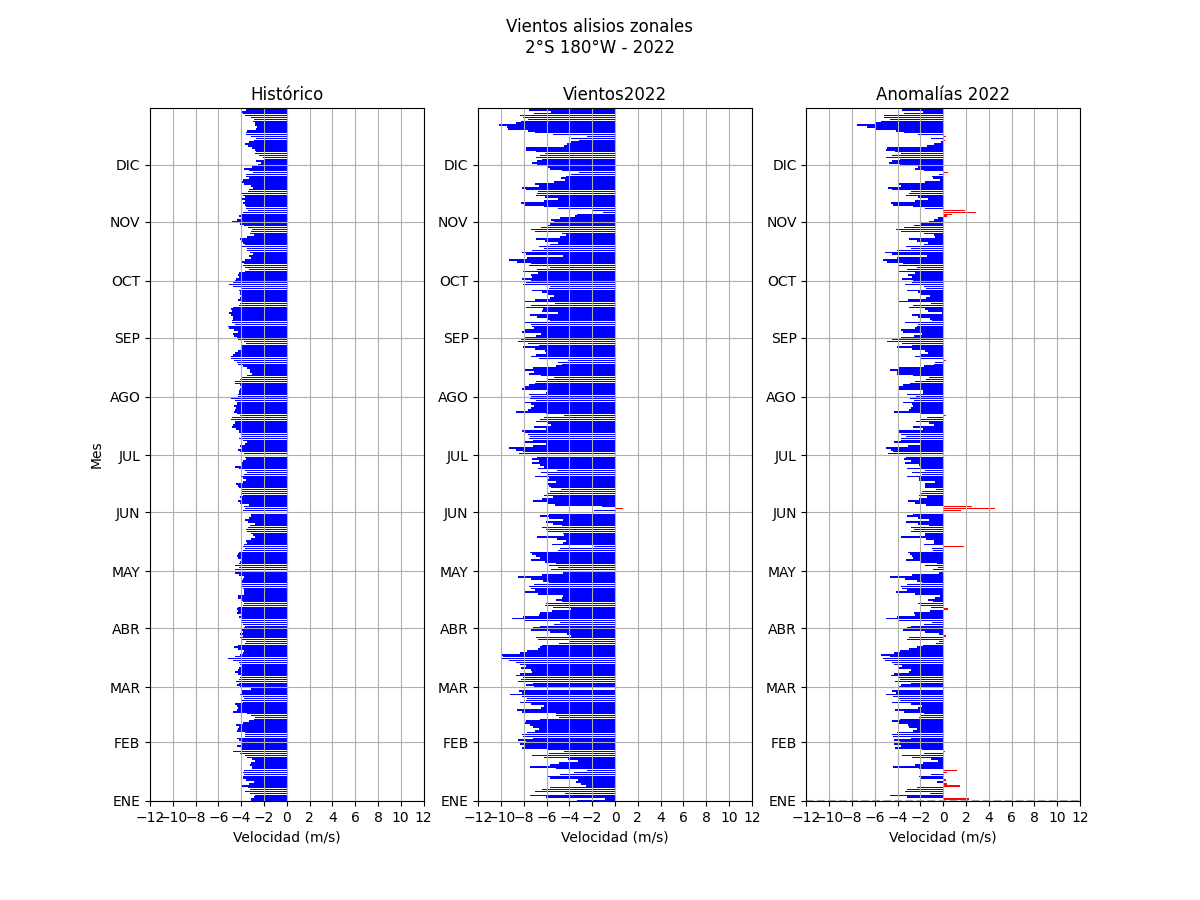 Vientos alisios zonales
2°S 180°W - 2022
Histórico
Vientos2022
Anomalías 2022
Mes
DIC
NOV
OCT
SEP
AGO
JUL
JUN
MAY
ABR
MAR
FEB
ENE
−12 −10 −8 −6 −4 −2 0 2 4 6 8 10 12
Velocidad (m/s)
DIC
NOV
OCT
SEP
AGO
JUL
JUN
MAY
ABR
MAR
FEB
ENE
−12 −10 −8 −6 −4 −2 0 2 4 6 8 10 12
Velocidad (m/s)
DIC
NOV
OCT
SEP
AGO
JUL
JUN
MAY
ABR
MAR
FEB
ENE
−12 −10 −8 −6 −4 −2 0 2 4 6 8 10 12
Velocidad (m/s)